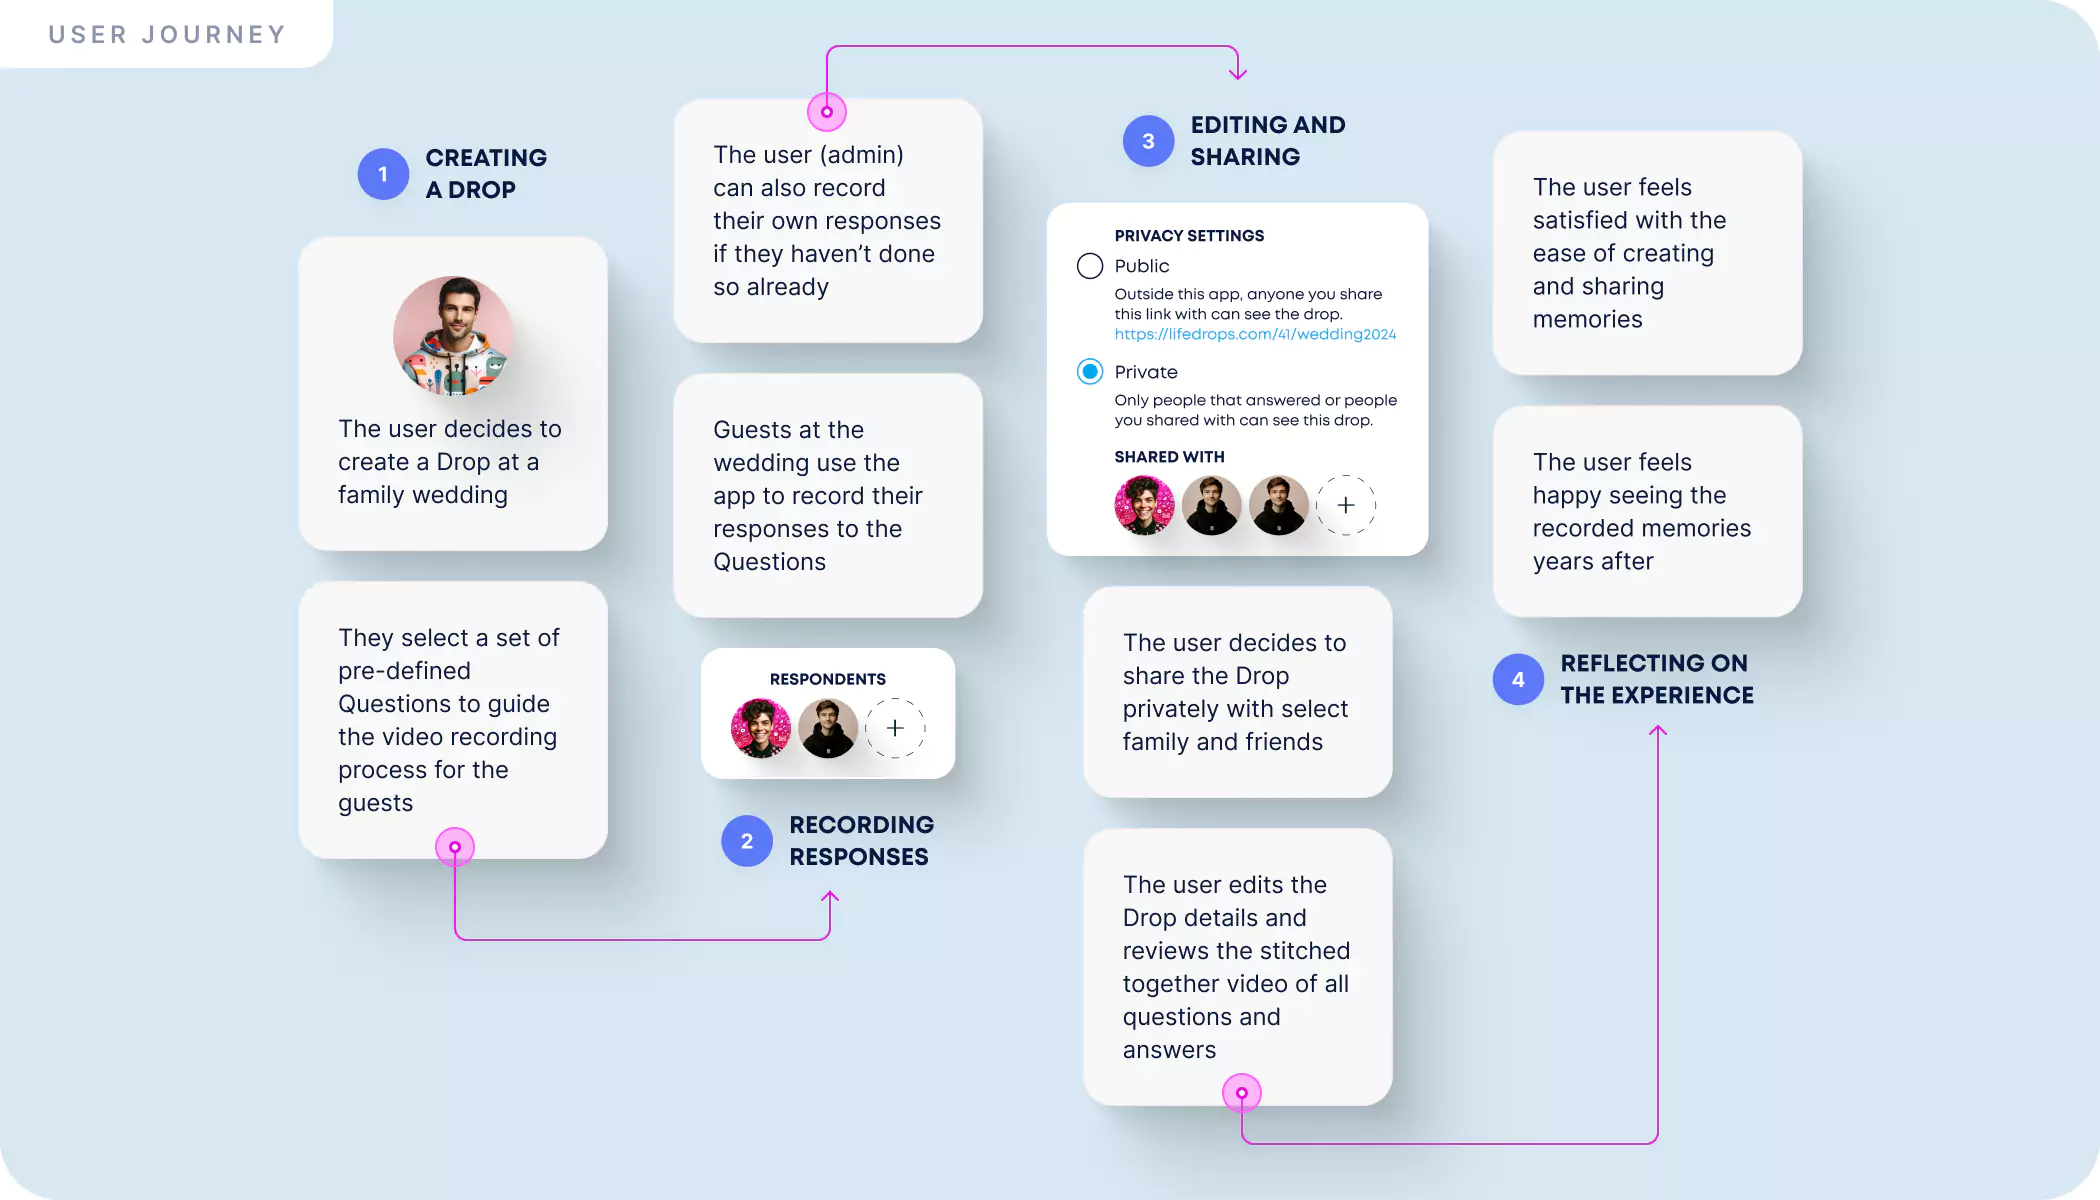 USER JOURNEY
1
CREATING
A DROP
The user decides to
create a Drop at a
family wedding
They select a set of
pre-defined
Questions to guide
the video recording
process for the
guests
The user (admin)
can also record
their own responses
if they haven’t done
so already
Guests at the
wedding use the
app to record their
responses to the
Questions
RESPONDENTS
2
RECORDING
RESPONSES
3
EDITING AND
SHARING
PRIVACY SETTINGS
Public
Outside this app, anyone you share
this link with can see the drop.
https://lifedrops.com/41/wedding2024
Private
Only people that answered or people
you shared with can see this drop.
SHARED WITH
The user decides to
share the Drop
privately with select
family and friends
The user edits the
Drop details and
reviews the stitched
together video of all
questions and
answers
The user feels
satisfied with the
ease of creating
and sharing
memories
The user feels
happy seeing the
recorded memories
years after
4
REFLECTING ON
THE EXPERIENCE